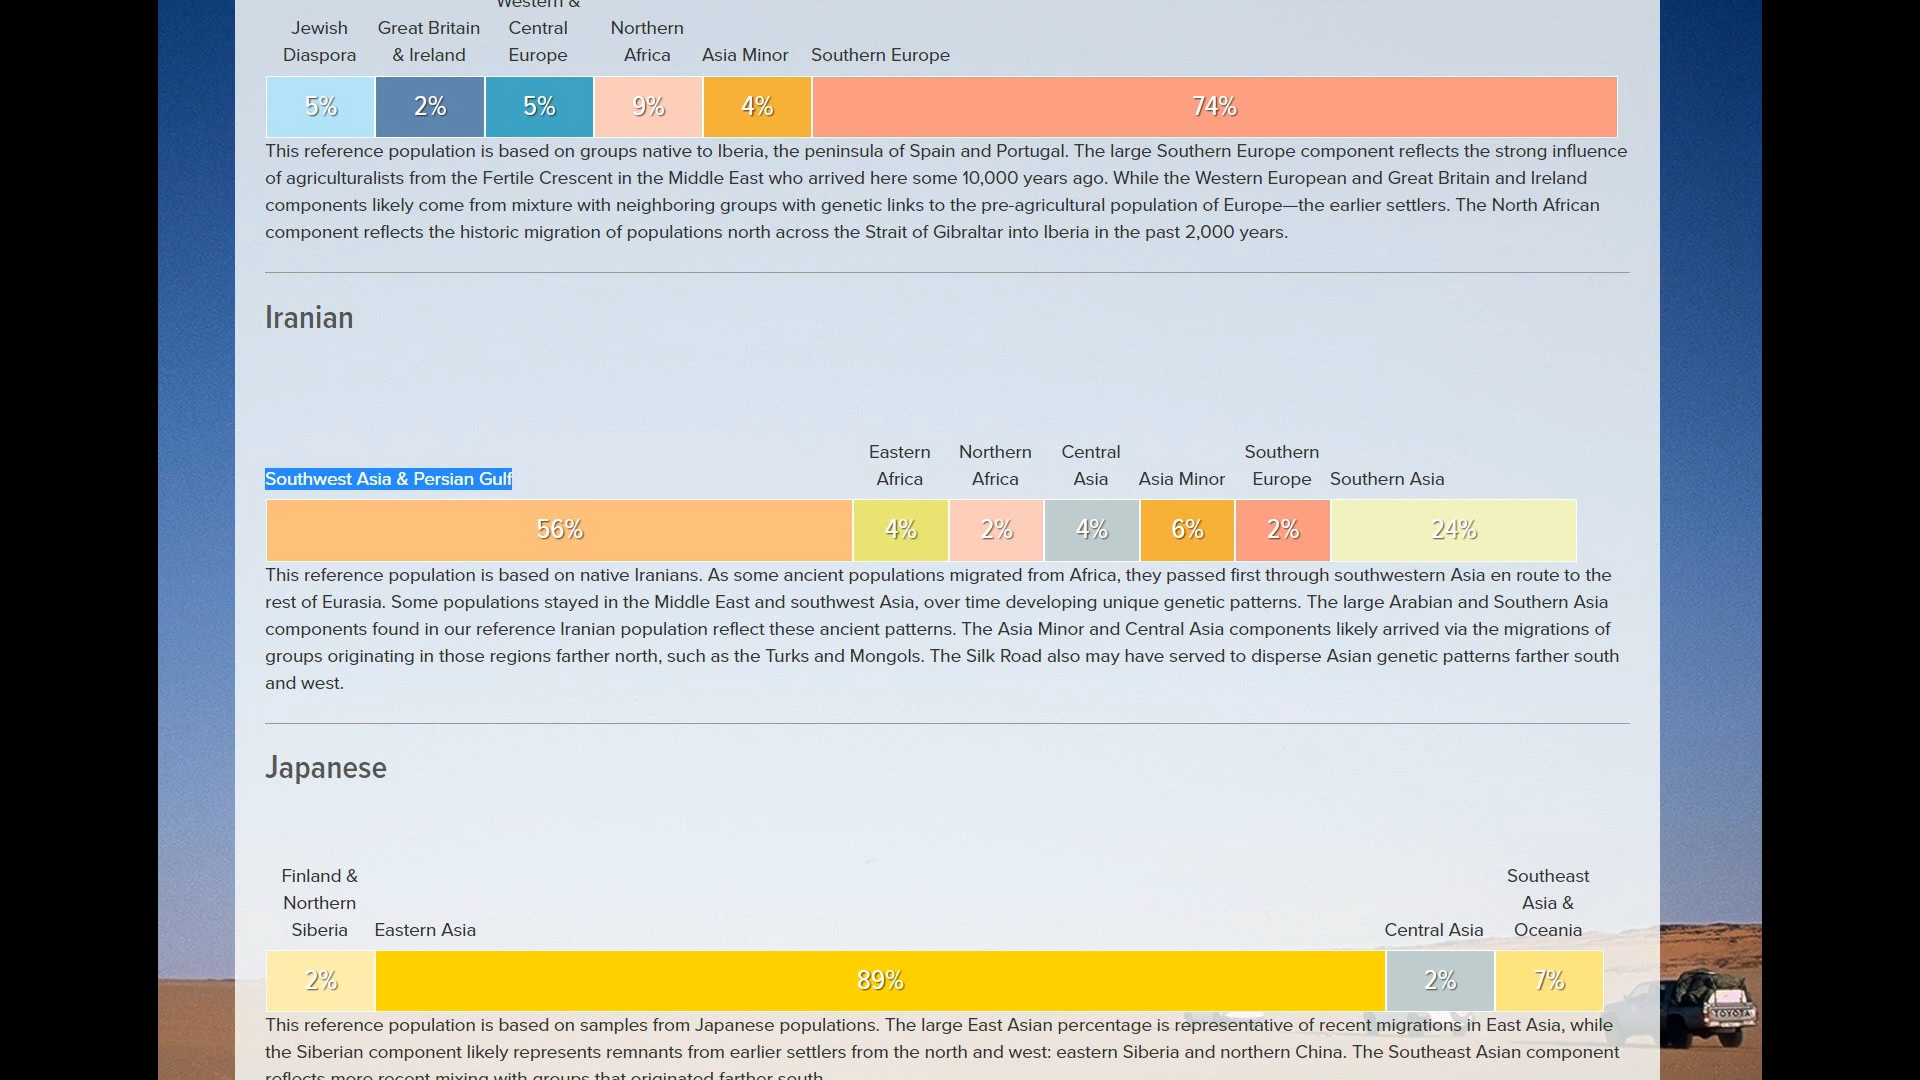 Western &
Jewish Great Britain Central Northern
Diaspora & Ireland Europe Africa Asia Minor Southern Europe
5% 2% 5% 9% 4% 74%
This reference population is based on groups native to Iberia, the peninsula of Spain and Portugal. The large Southern Europe component reflects the strong influence
of agriculturalists from the Fertile Crescent in the Middle East who arrived here some 10,000 years ago. While the Western European and Great Britain and Ireland
components likely come from mixture with neighboring groups with genetic links to the pre-agricultural population of Europe—the earlier settlers. The North African
component reflects the historic migration of populations north across the Strait of Gibraltar into Iberia in the past 2,000 years.
Iranian
Eastern Northern Central Southern
Southwest Asia & Persian Gulf Africa Africa Asia Asia Minor Europe Southern Asia
56% 4% 2% 4% 6% 2% 24%
This reference population is based on native Iranians. As some ancient populations migrated from Africa, they passed first through southwestern Asia en route to the
rest of Eurasia. Some populations stayed in the Middle East and southwest Asia, over time developing unique genetic patterns. The large Arabian and Southern Asia
components found in our reference Iranian population reflect these ancient patterns. The Asia Minor and Central Asia components likely arrived via the migrations of
groups originating in those regions farther north, such as the Turks and Mongols. The Silk Road also may have served to disperse Asian genetic patterns farther south
and west.
Japanese
Finland & Southeast
Northern Asia &
Siberia Eastern Asia Central Asia Oceania
2% 89% 2% 7%
This reference population is based on samples from Japanese populations. The large East Asian percentage is representative of recent migrations in East Asia, while
the Siberian component likely represents remnants from earlier settlers from the north and west: eastern Siberia and northern China. The Southeast Asian component
reflects more recent mixing with groups that originated farther south.
TOYOTA